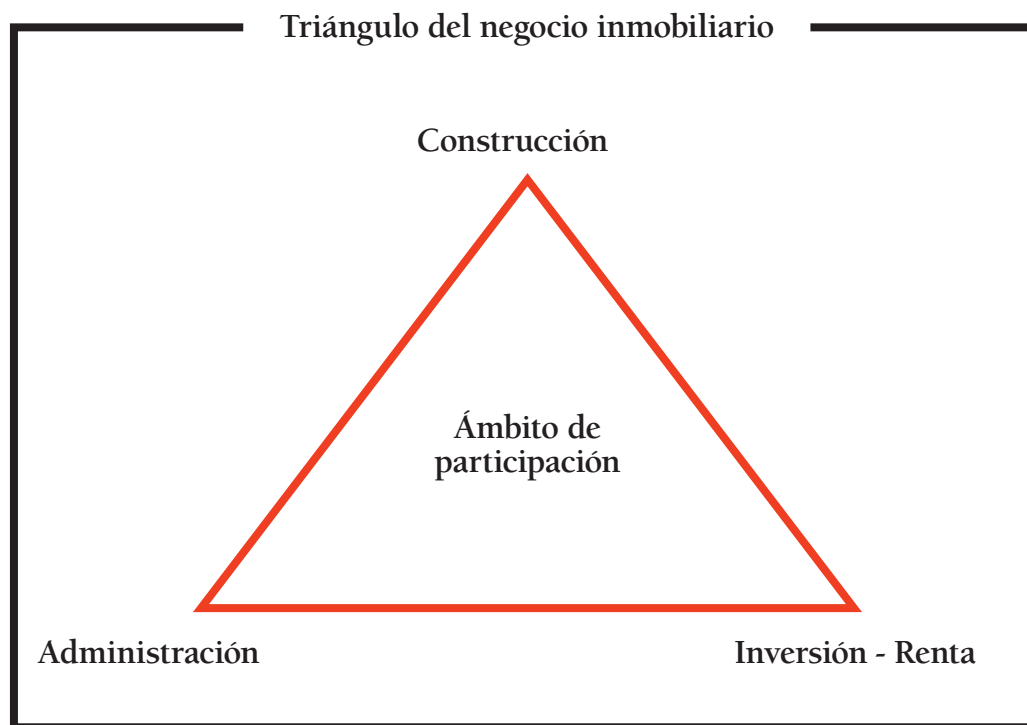 Triángulo del negocio inmobiliario
Construcción
Ámbito de
participación
Administración
Inversión - Renta